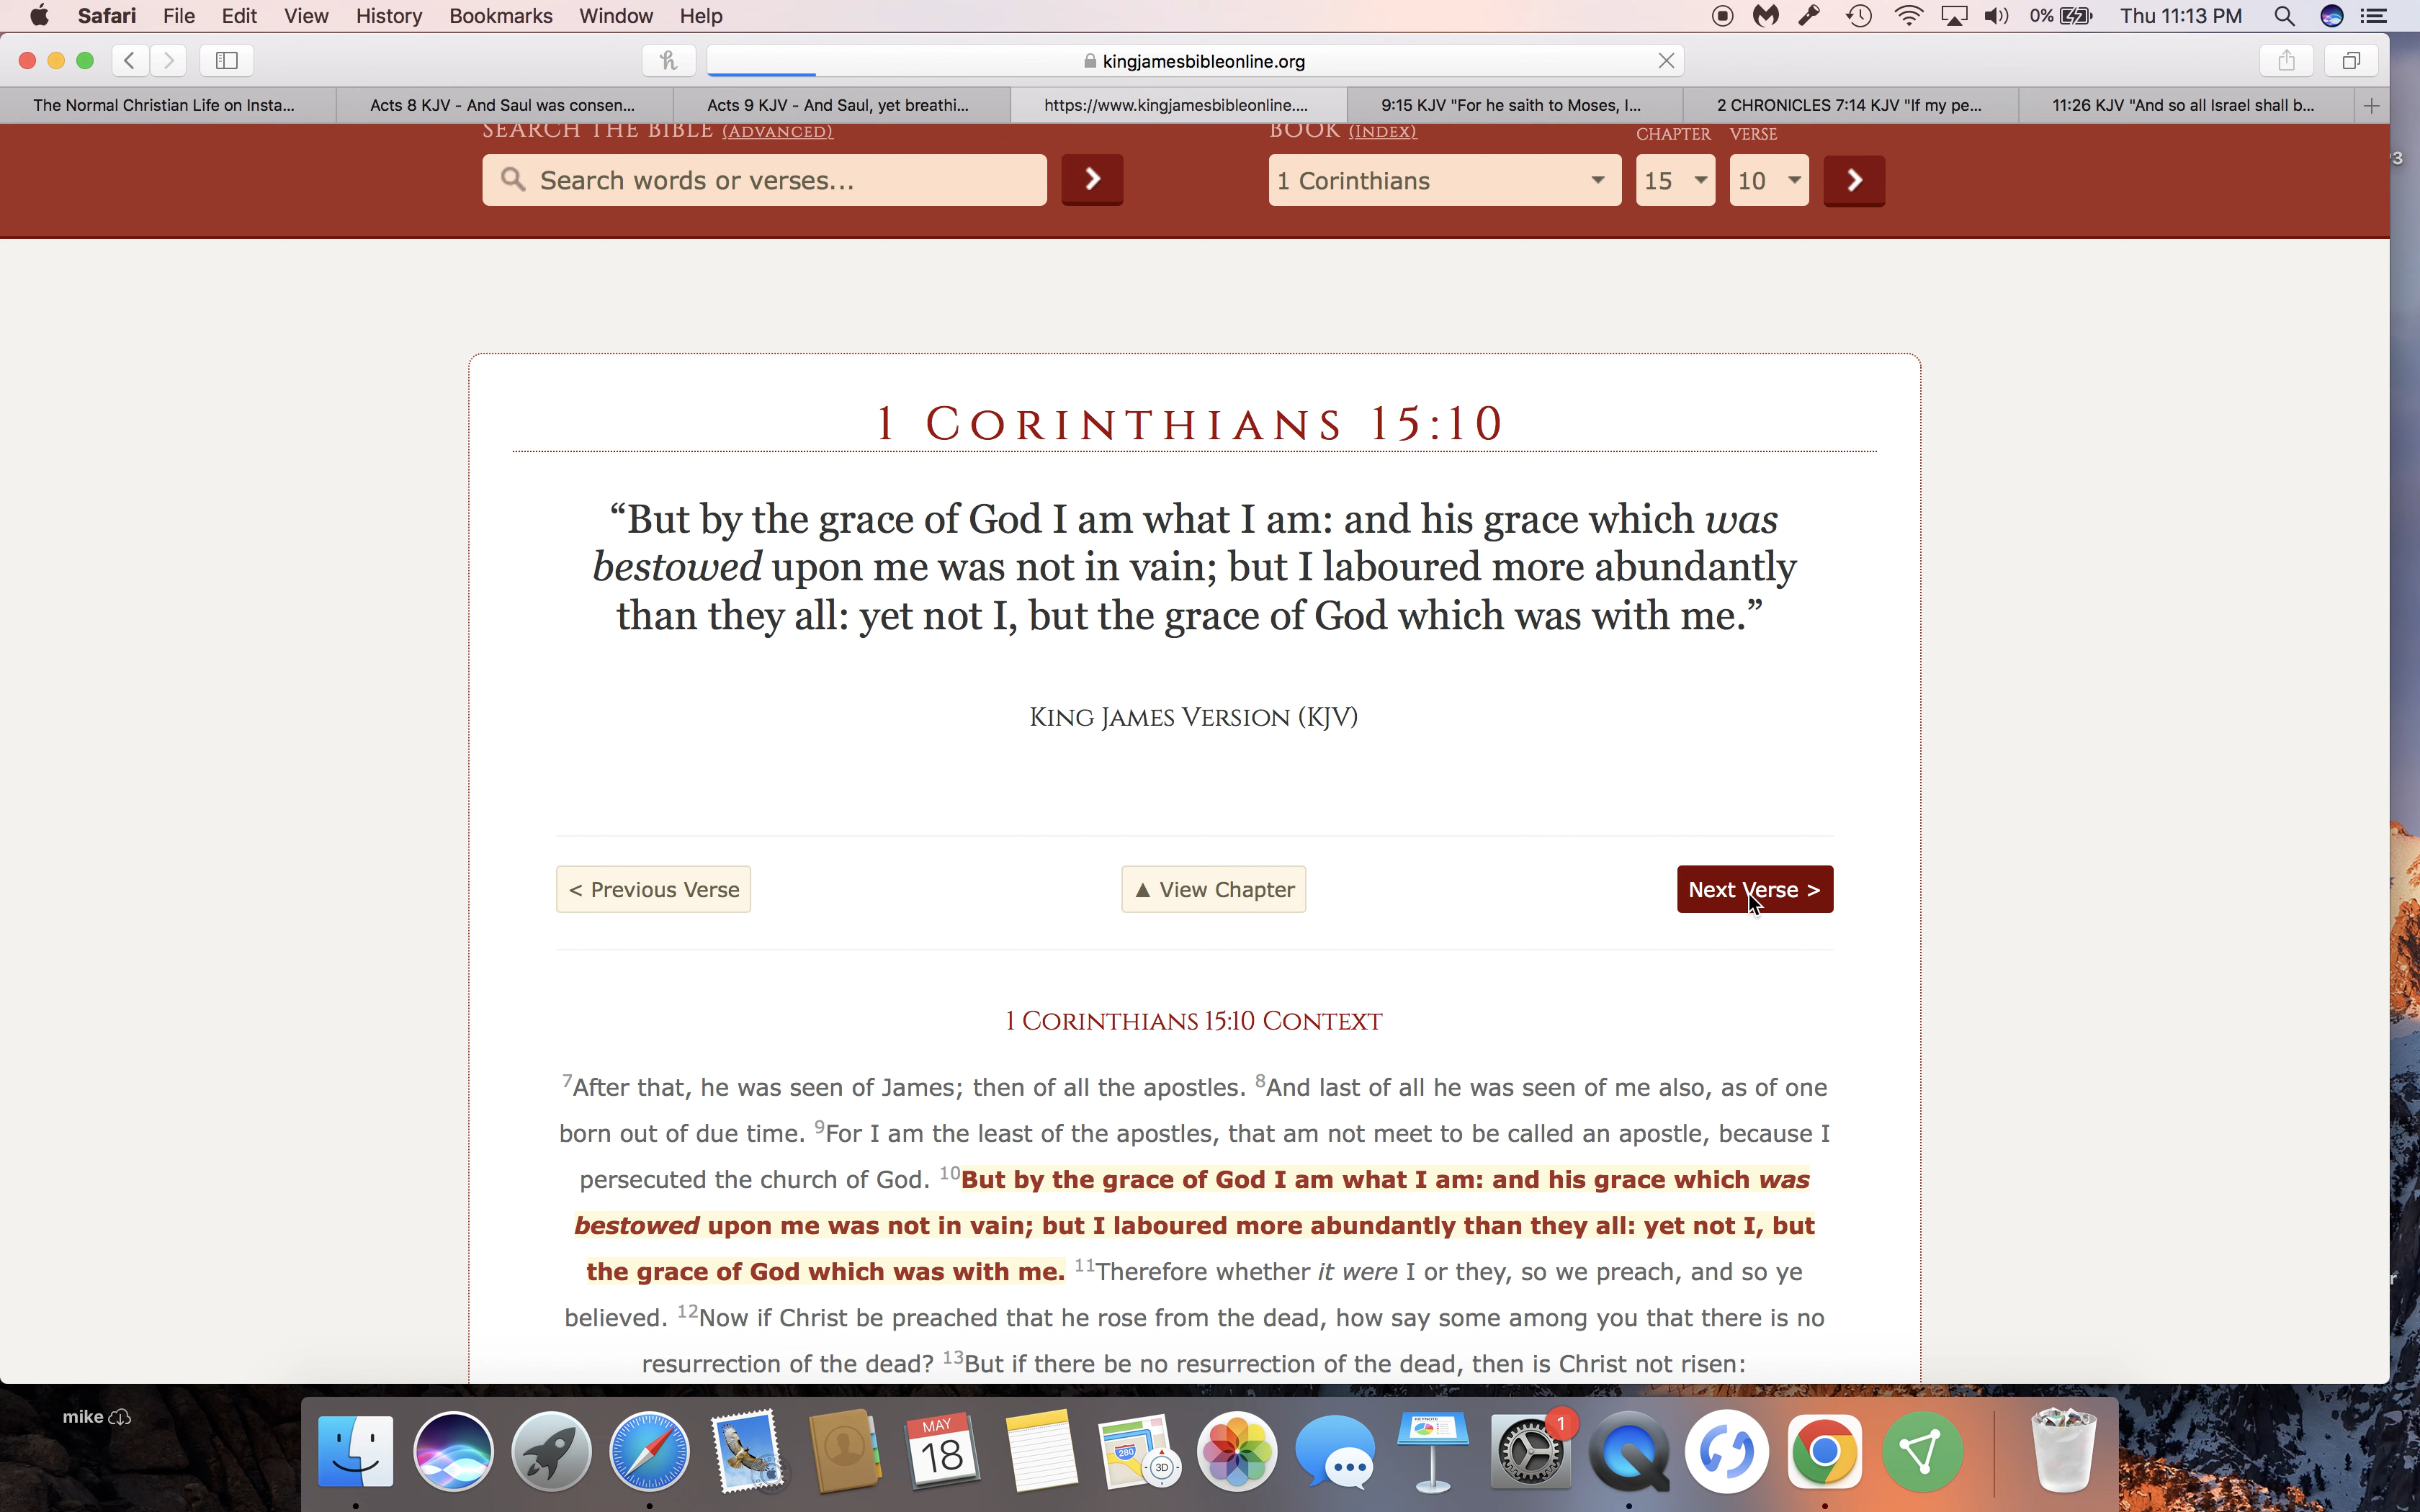 Safari File Edit View History Bookmarks Window Help 0% Thu 11:13 PM
kingjamesbibleonline.org
The Normal Christian Life on Insta... Acts 8 KJV - And Saul was consen... Acts 9 KJV - And Saul, yet breathi... https://www.kingjamesbibleonline.... 9:15 KJV "For he saith to Moses, I... 2 CHRONICLES 7:14 KJV "If my pe... 11:26 KJV "And so all Israel shall b...
SEARCH THE BIBLE (ADVANCED) BOOK (INDEX) CHAPTER VERSE
Search words or verses... 1 Corinthians 15 10
1 CORINTHIANS 15:10
“But by the grace of God I am what I am: and his grace which was
bestowed upon me was not in vain; but I laboured more abundantly
than they all: yet not I, but the grace of God which was with me.”
KING JAMES VERSION (KJV)
< Previous Verse ▲ View Chapter Next Verse >
1 CORINTHIANS 15:10 CONTEXT
7After that, he was seen of James; then of all the apostles. 8And last of all he was seen of me also, as of one
born out of due time. 9For I am the least of the apostles, that am not meet to be called an apostle, because I
persecuted the church of God. 10But by the grace of God I am what I am: and his grace which was
bestowed upon me was not in vain; but I laboured more abundantly than they all: yet not I, but
the grace of God which was with me. 11Therefore whether it were I or they, so we preach, and so ye
believed. 12Now if Christ be preached that he rose from the dead, how say some among you that there is no
resurrection of the dead? 13But if there be no resurrection of the dead, then is Christ not risen:
mike
MAY
18
280
3D
KEYNOTE
1